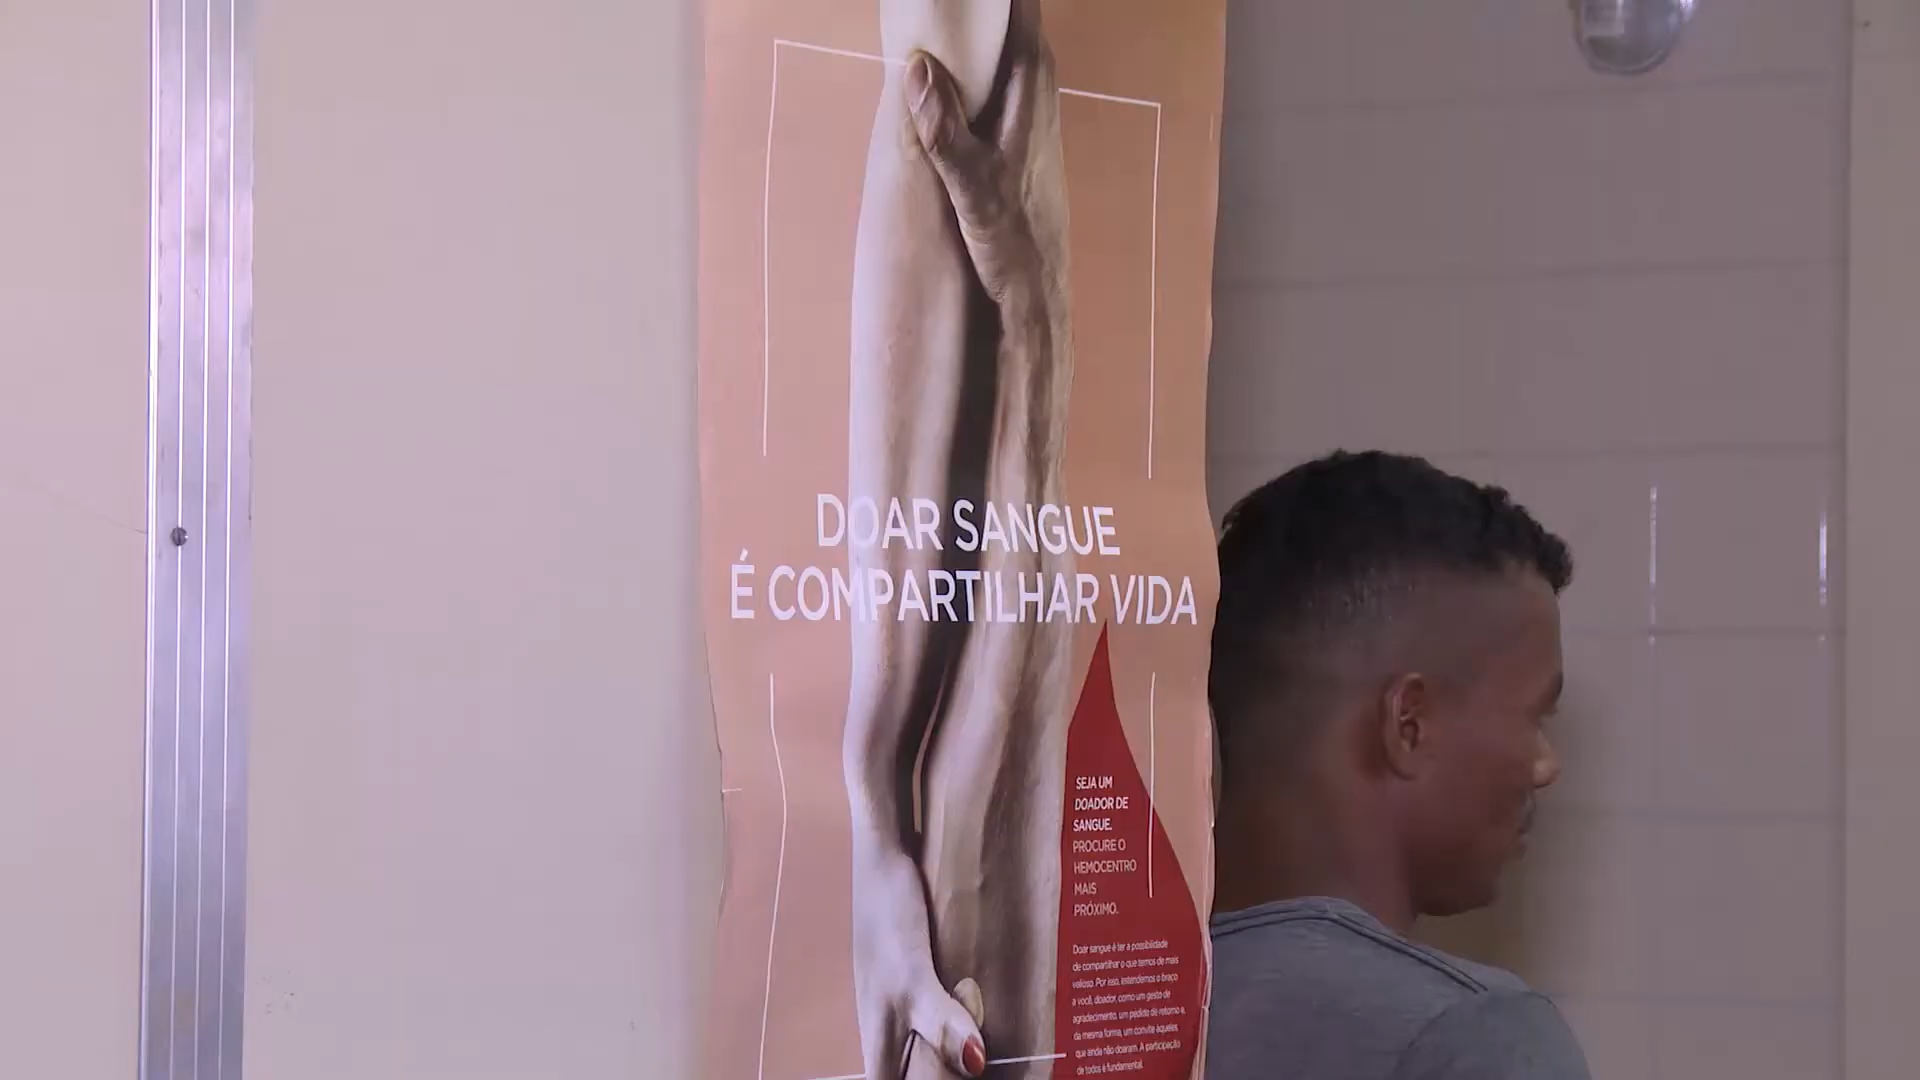 DOAR SANGUE
É COMPARTILHAR VIDA
SEJA UM
DOADOR DE
SANGUE.
PROCURE O
HEMOCENTRO
MAIS
PRÓXIMO.
Doar sangue é ter a possibilidade
de compartilhar o que temos de mais
valioso. Por isso, estendemos o braço
a você, doador, como um gesto de
agradecimento, um pedido de retorno e,
da mesma forma, um convite àqueles
que ainda não doaram. A participação
de todos é fundamental.